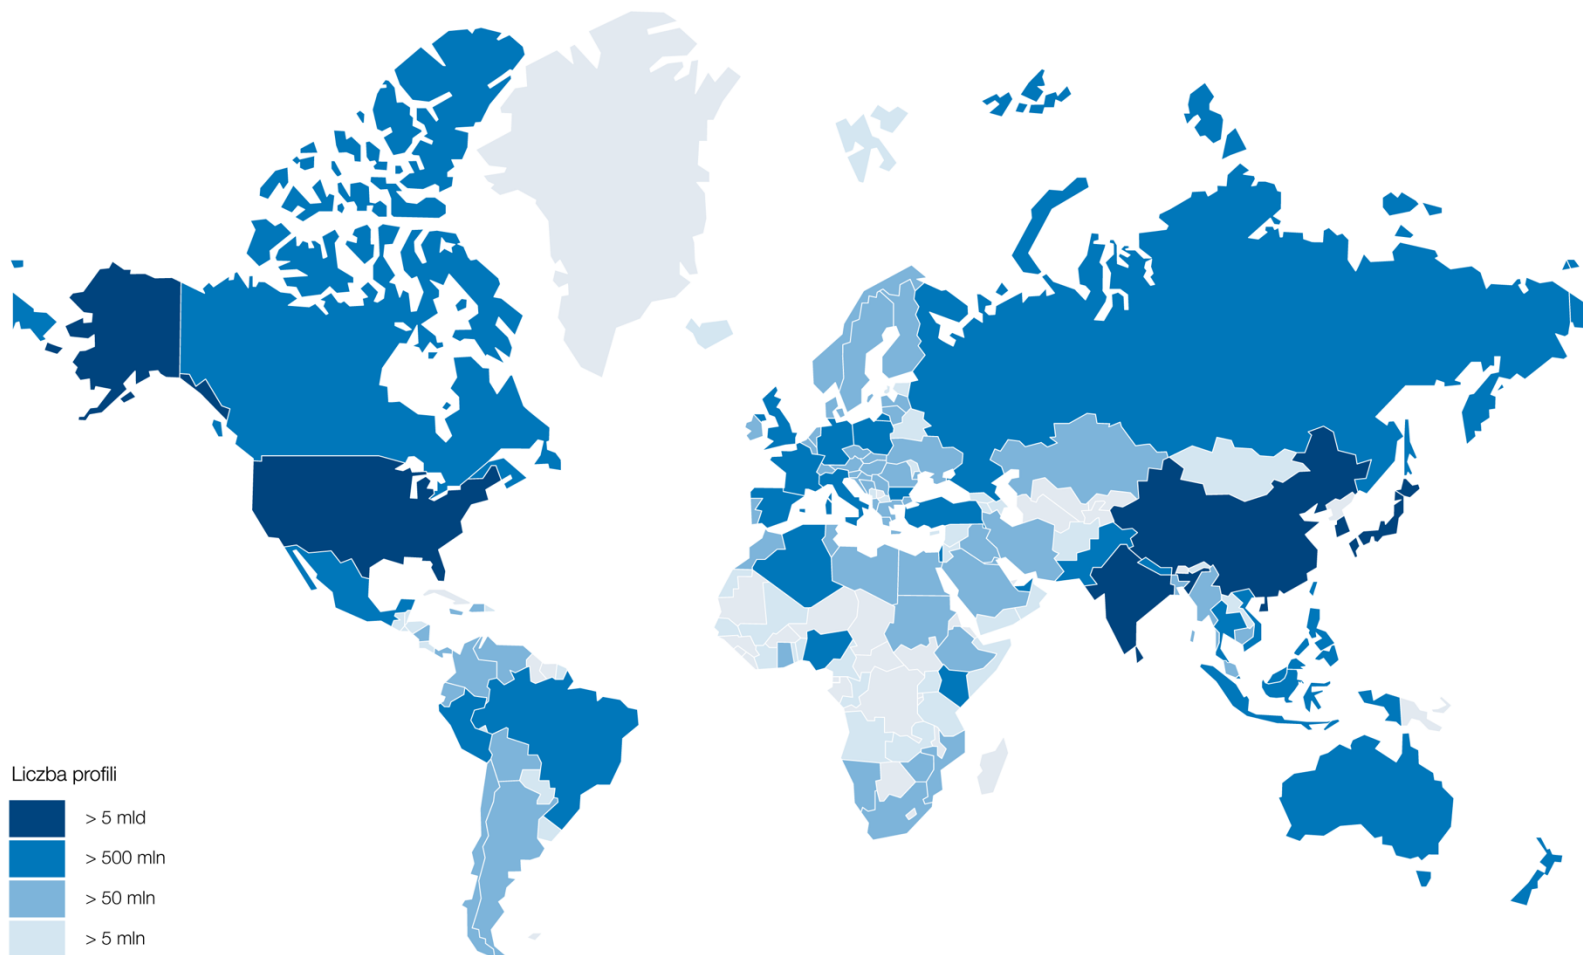 Liczba profili
> 5 mld
> 500 mln
> 50 mln
> 5 mln